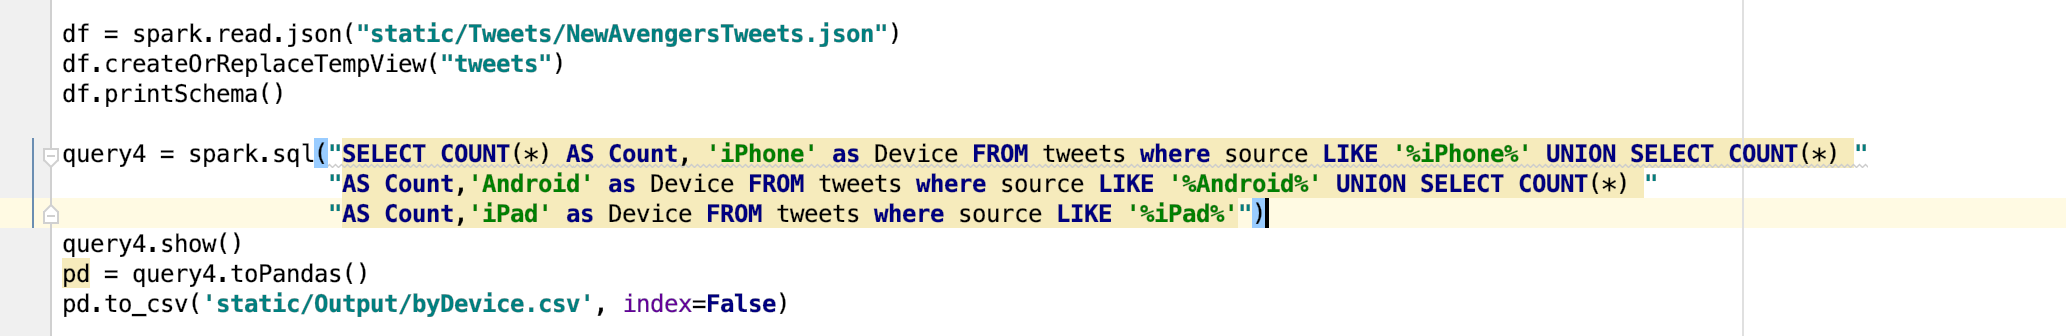 df = spark.read.json("static/Tweets/NewAvengersTweets.json")
df.createOrReplaceTempView("tweets")
df.printSchema()
query4 = spark.sql("SELECT COUNT(*) AS Count, 'iPhone' as Device FROM tweets where source LIKE '%iPhone%' UNION SELECT COUNT(*) "
"AS Count,'Android' as Device FROM tweets where source LIKE '%Android%' UNION SELECT COUNT(*) "
"AS Count,'iPad' as Device FROM tweets where source LIKE '%iPad%'")
query4.show()
pd = query4.toPandas()
pd.to_csv('static/Output/byDevice.csv', index=False)